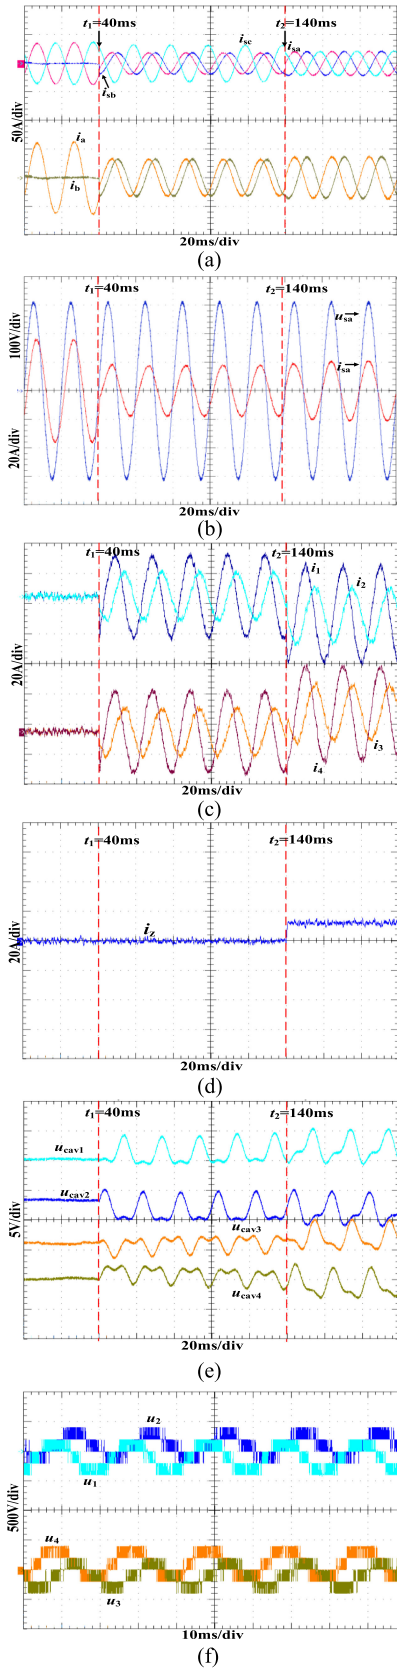 t1=40ms
t2=140ms
isc
isa
isb
ia
ib
50A/div
20ms/div
(a)
t1=40ms
t2=140ms
usa
isa
100V/div
20A/div
20ms/div
(b)
t1=40ms
t2=140ms
i1
i2
i3
i4
20A/div
20ms/div
(c)
t1=40ms
t2=140ms
iz
20A/div
20ms/div
(d)
t1=40ms
t2=140ms
ucav1
ucav2
ucav3
ucav4
5V/div
20ms/div
(e)
u2
u1
u4
u3
500V/div
10ms/div
(f)